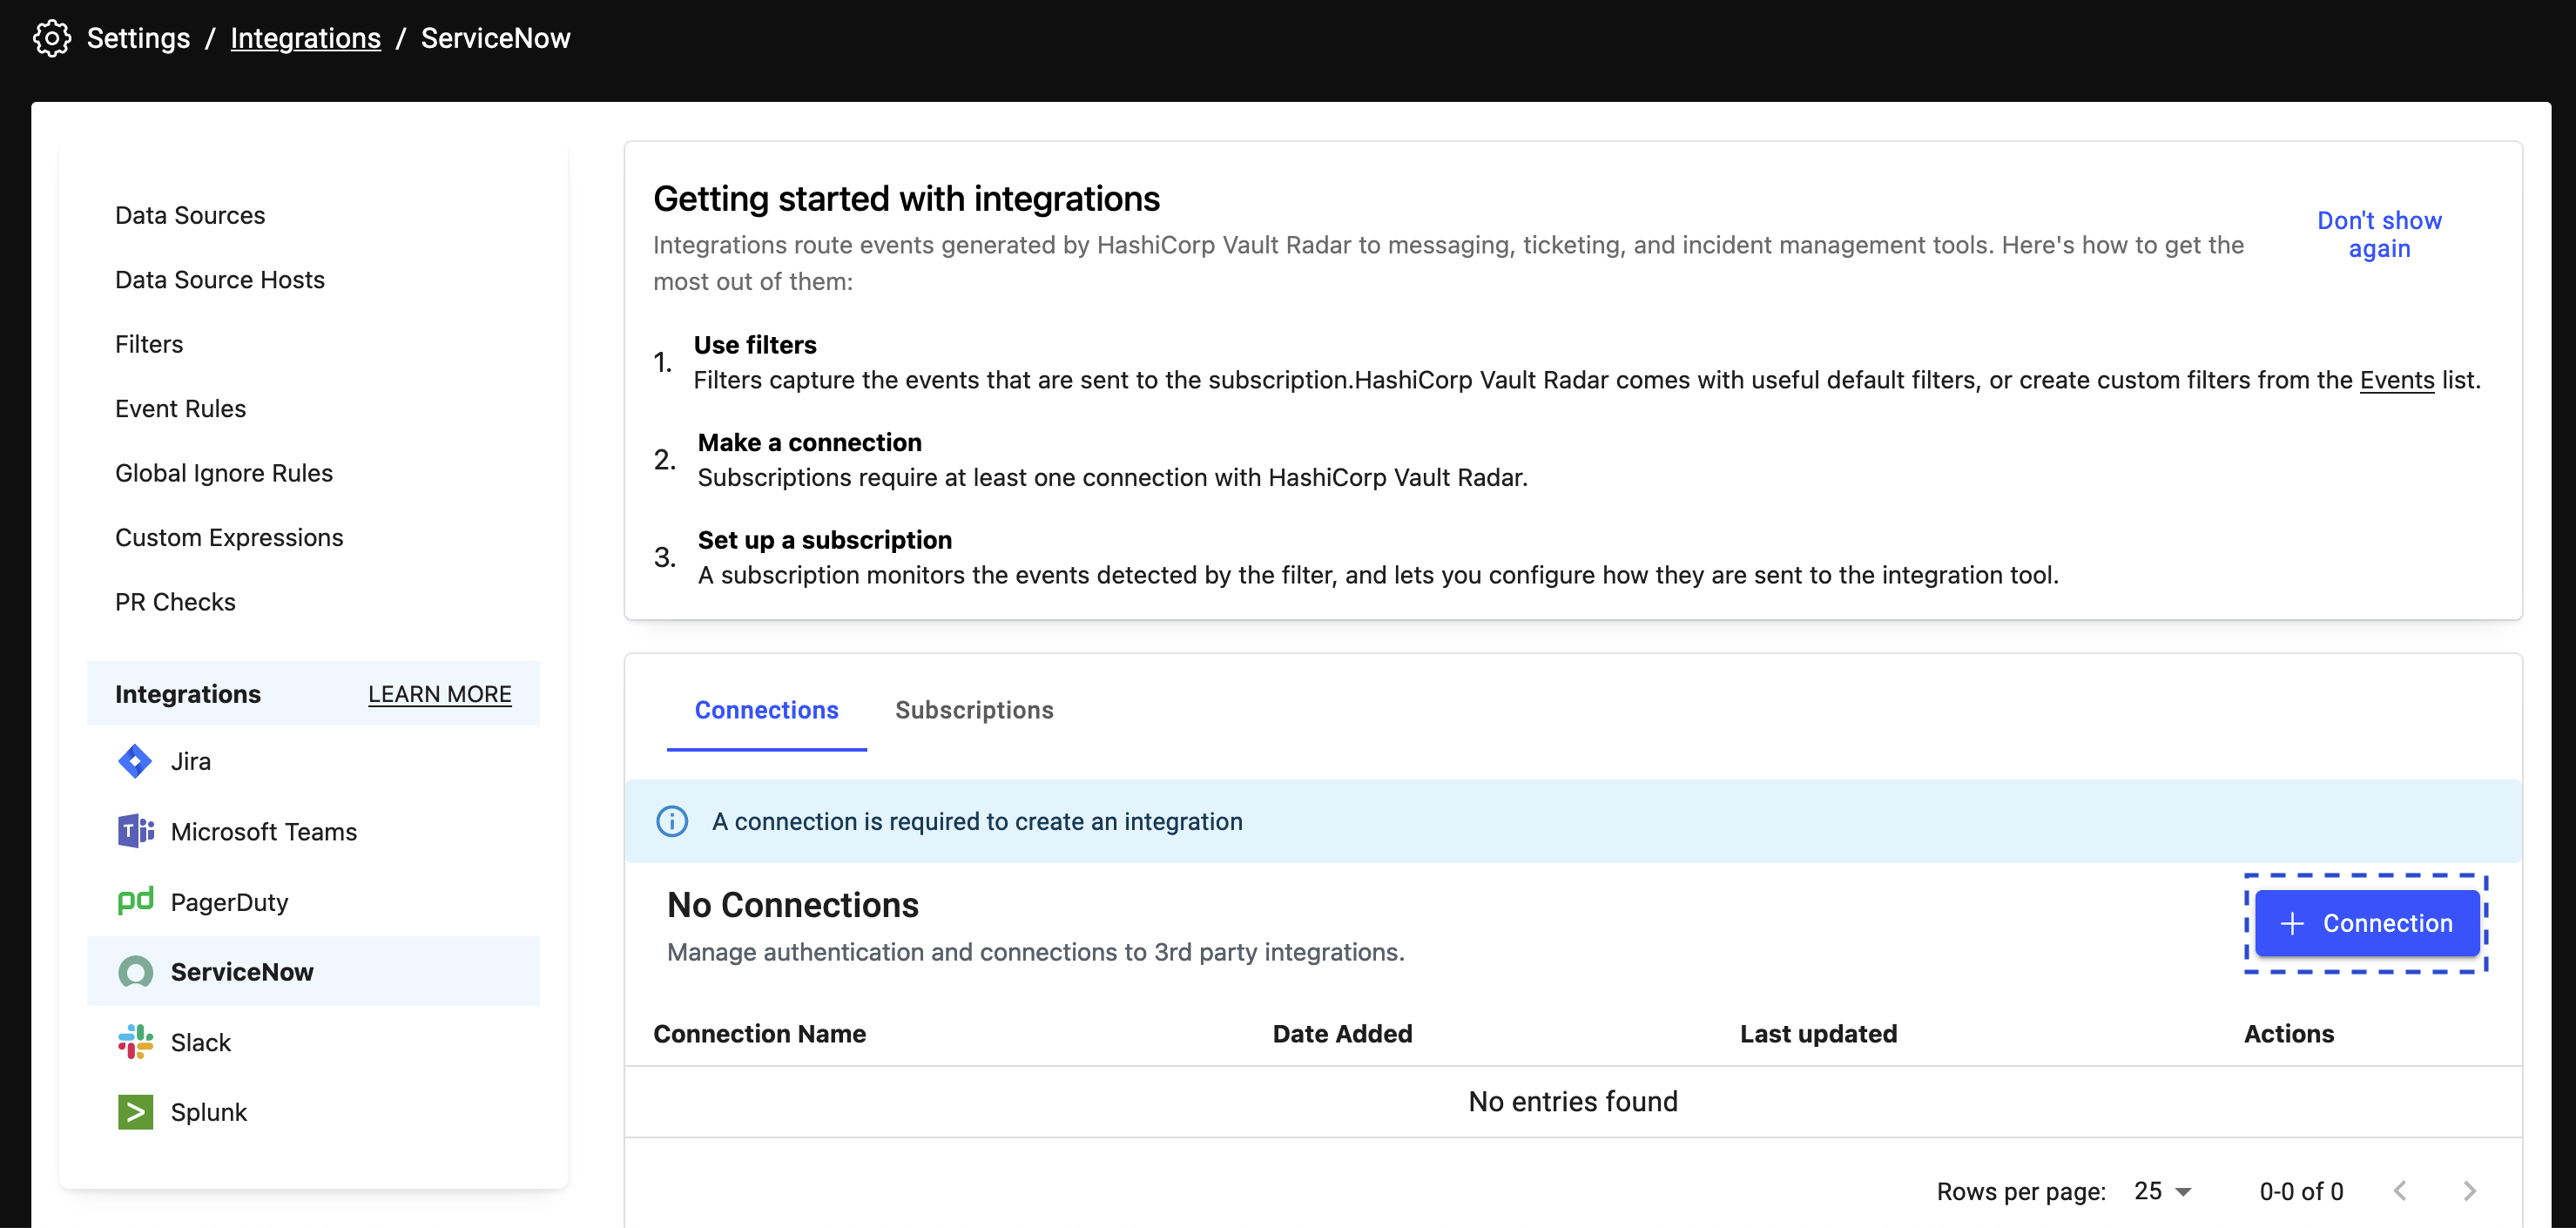 Settings / Integrations / ServiceNow
Data Sources
Data Source Hosts
Filters
Event Rules
Global Ignore Rules
Custom Expressions
PR Checks
Integrations LEARN MORE
Jira
Microsoft Teams
PagerDuty
ServiceNow
Slack
Splunk
Getting started with integrations
Integrations route events generated by HashiCorp Vault Radar to messaging, ticketing, and incident management tools. Here's how to get the
most out of them:
Don't show
again
1. Use filters
Filters capture the events that are sent to the subscription.HashiCorp Vault Radar comes with useful default filters, or create custom filters from the Events list.
2. Make a connection
Subscriptions require at least one connection with HashiCorp Vault Radar.
3. Set up a subscription
A subscription monitors the events detected by the filter, and lets you configure how they are sent to the integration tool.
Connections Subscriptions
A connection is required to create an integration
No Connections
Manage authentication and connections to 3rd party integrations.
+ Connection
Connection Name Date Added Last updated Actions
No entries found
Rows per page: 25 0-0 of 0